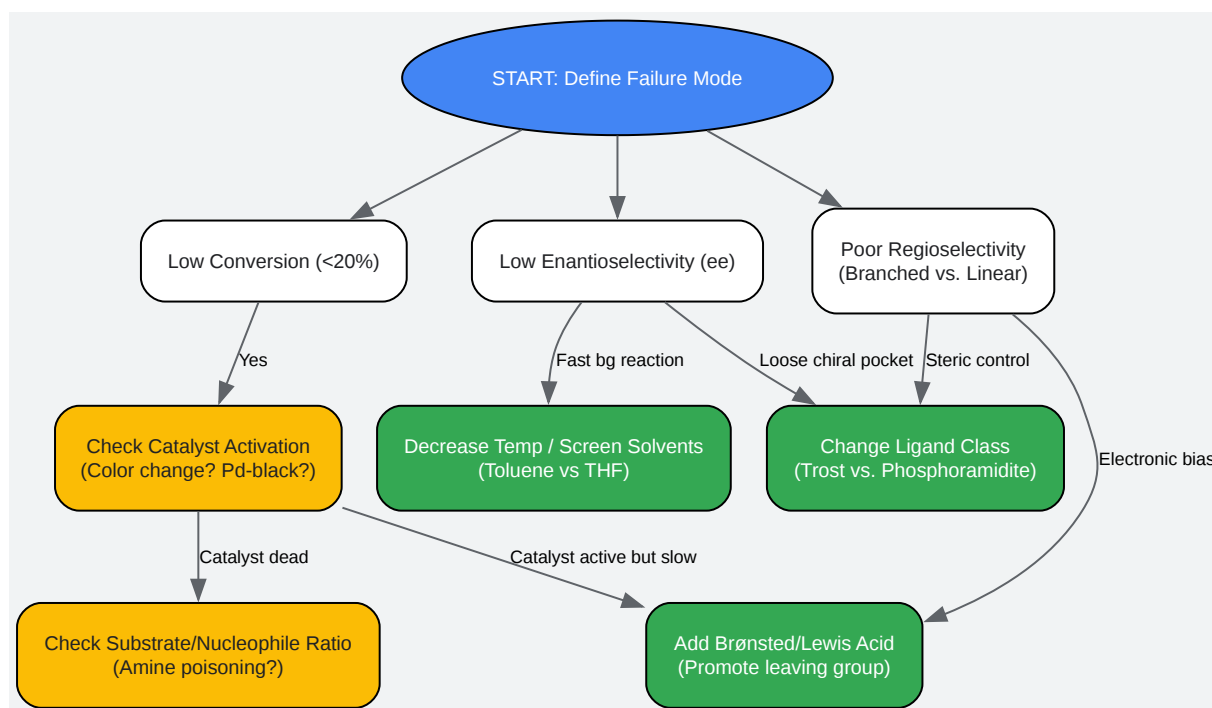 START: Define Failure Mode
Low Conversion (<20%)
Low Enantioselectivity (ee)
Poor Regioselectivity
(Branched vs. Linear)
Yes
Fast bg reaction
Loose chiral pocket
Steric control
Check Catalyst Activation
(Color change? Pd-black?)
Decrease Temp / Screen Solvents
(Toluene vs THF)
Change Ligand Class
(Trost vs. Phosphoramidite)
Electronic bias
Catalyst dead
Catalyst active but slow
Check Substrate/Nucleophile Ratio
(Amine poisoning?)
Add Brønsted/Lewis Acid
(Promote leaving group)